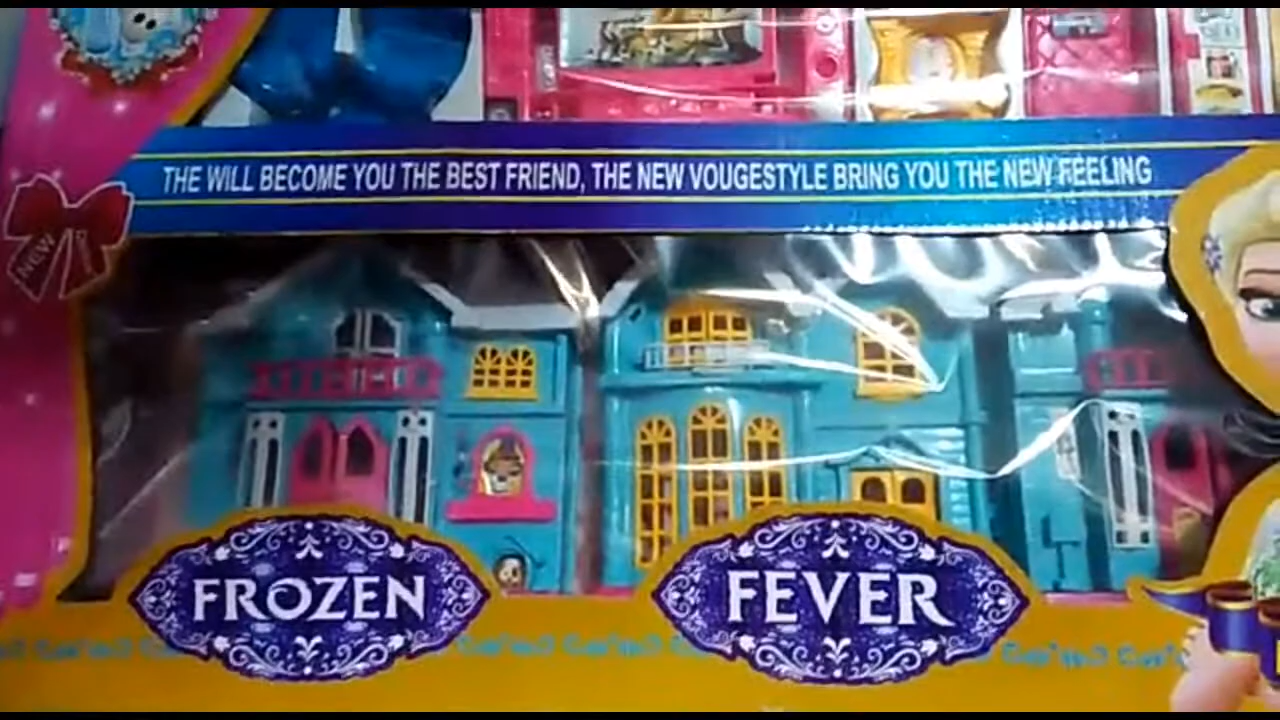 THE WILL BECOME YOU THE BEST FRIEND, THE NEW VOUGESTYLE BRING YOU THE NEW FEELING
NEW
FROZEN FEVER